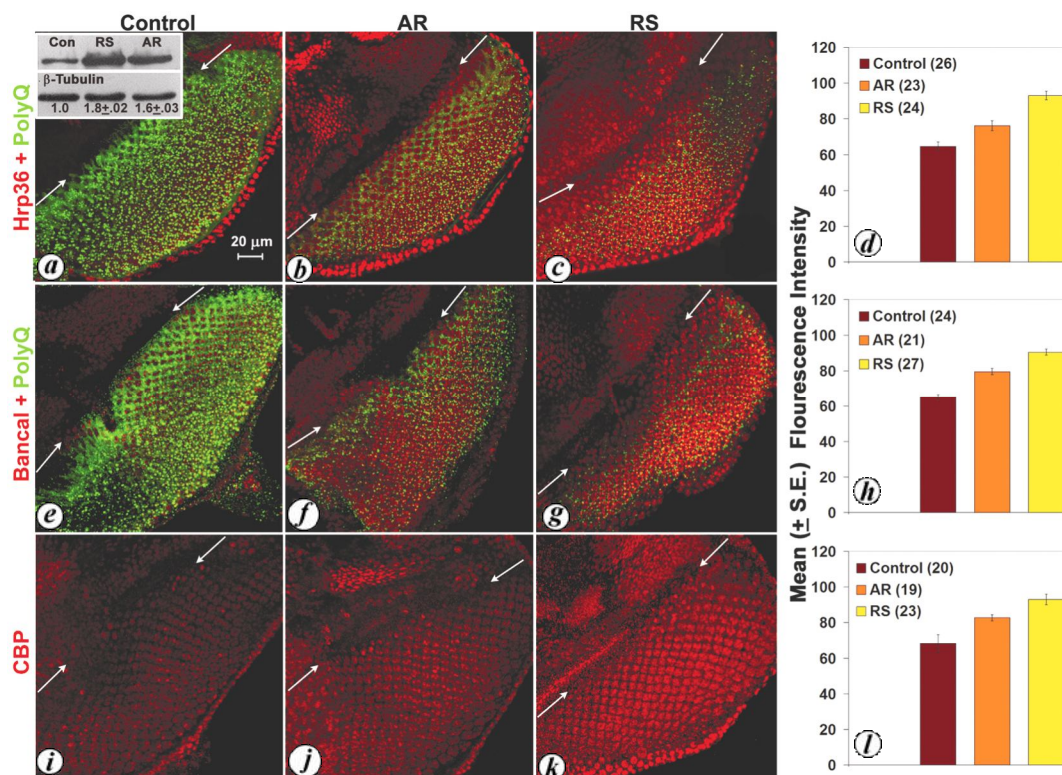 Control
AR
RS
Con RS AR
β-Tubulin
1.0 1.8±.02 1.6±.03
Hrp36 + PolyQ
20 μm
a
b
c
120
100
80
60
40
20
0
Control (26)
AR (23)
RS (24)
d
Bancal + PolyQ
e
f
g
120
100
80
60
40
20
0
Control (24)
AR (21)
RS (27)
h
CBP
i
j
k
120
100
80
60
40
20
0
Control (20)
AR (19)
RS (23)
l
Mean (± S.E.) Flourescence Intensity